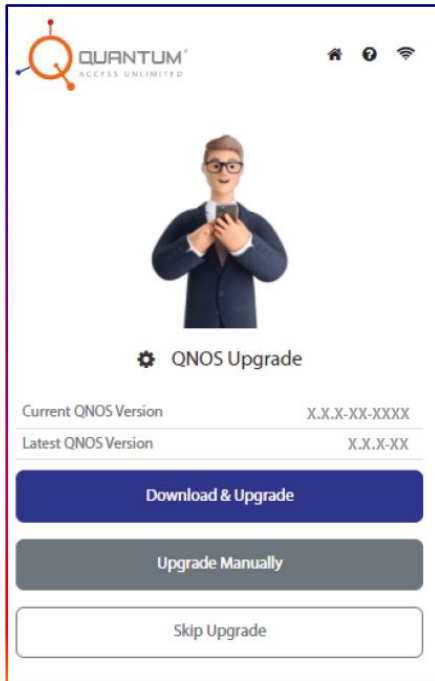 QUANTUM®
ACCESS UNLIMITED
QNOS Upgrade
Current QNOS Version X.X.X-XX-XXXX
Latest QNOS Version X.X.X-XX
Download & Upgrade
Upgrade Manually
Skip Upgrade